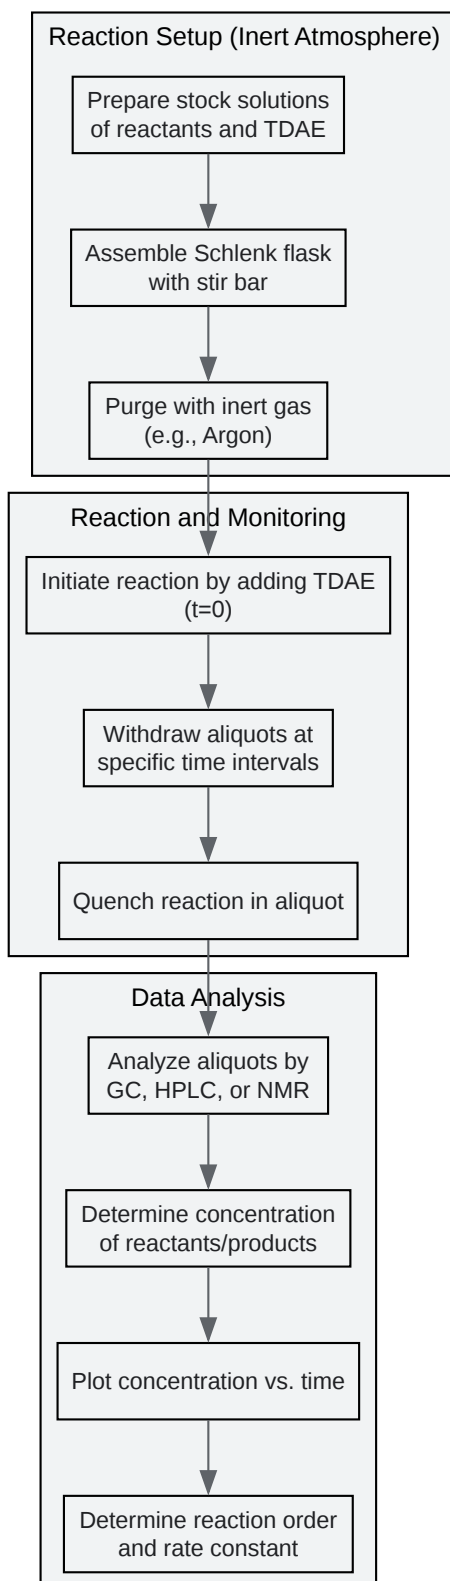 Reaction Setup (Inert Atmosphere)
Prepare stock solutions
of reactants and TDAE
Assemble Schlenk flask
with stir bar
Purge with inert gas
(e.g., Argon)
Reaction and Monitoring
Initiate reaction by adding TDAE
(t=0)
Withdraw aliquots at
specific time intervals
Quench reaction in aliquot
Data Analysis
Analyze aliquots by
GC, HPLC, or NMR
Determine concentration
of reactants/products
Plot concentration vs. time
Determine reaction order
and rate constant